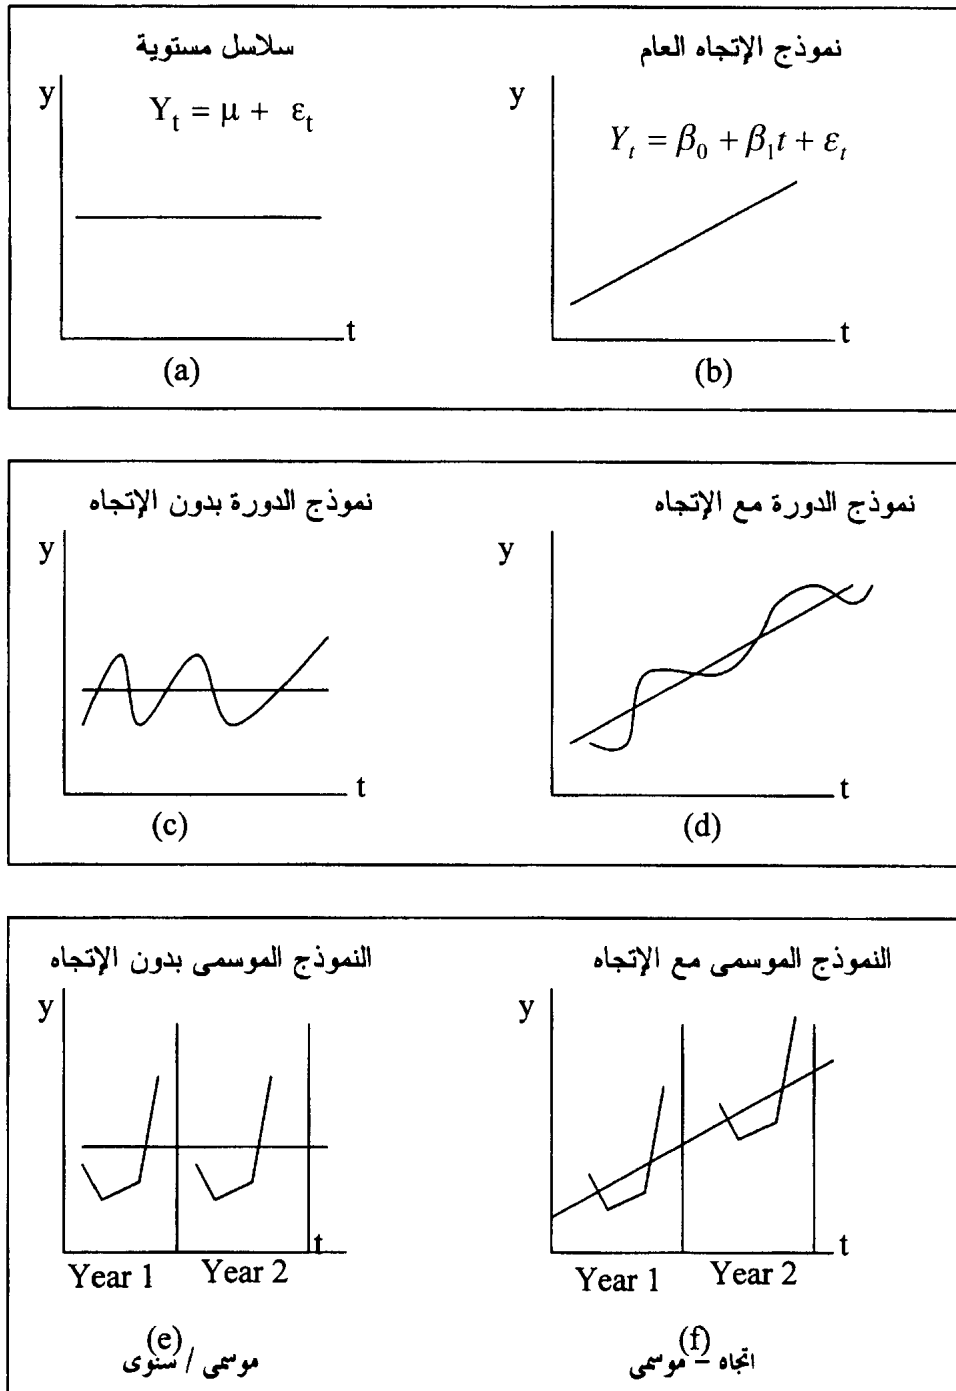 سلاسل مستوية
y
Y_t = μ + ε_t
t
(a)
نموذج الإتجاه العام
y
Y_t = β_0 + β_1 t + ε_t
t
(b)
نموذج الدورة بدون الإتجاه
y
t
(c)
نموذج الدورة مع الإتجاه
y
t
(d)
النموذج الموسمى بدون الإتجاه
y
t
Year 1 Year 2
(e)
موسمى / سنوى
النموذج الموسمى مع الإتجاه
y
t
Year 1 Year 2
(f)
اتجاه – موسمى